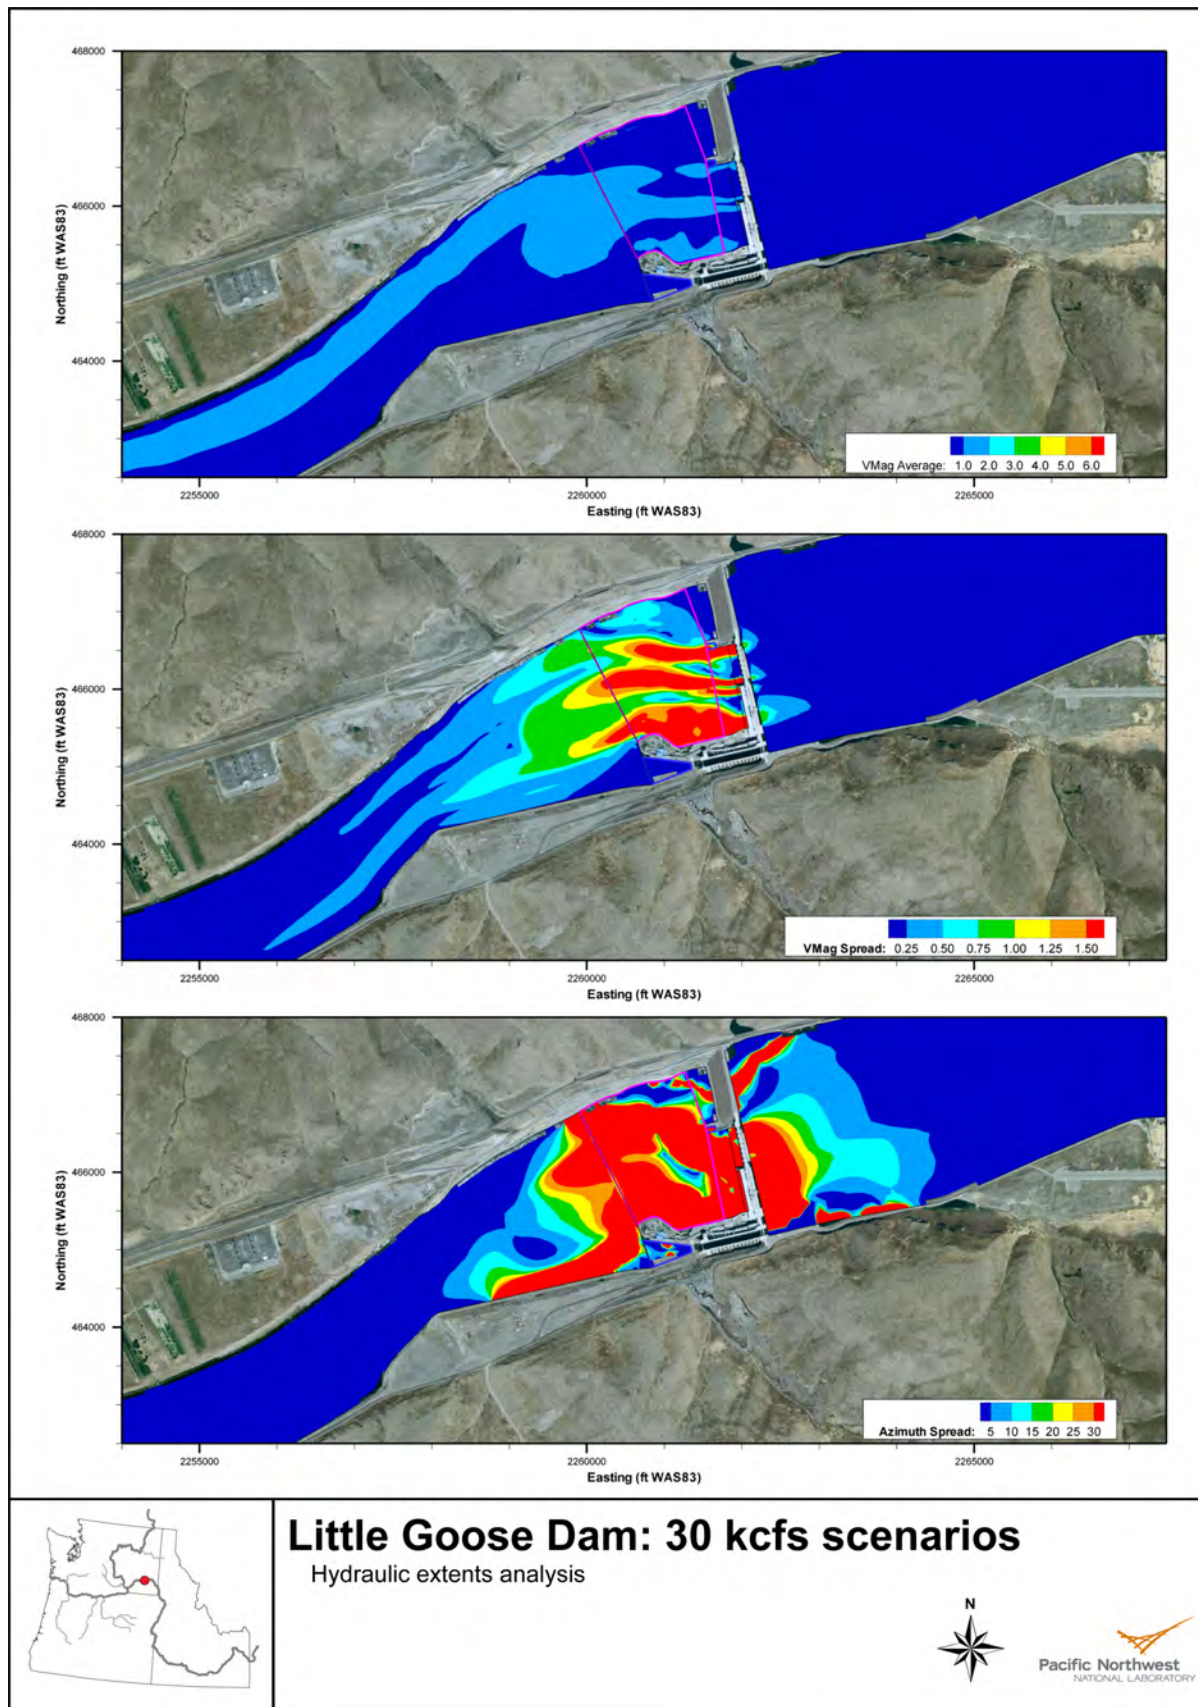 468000
466000
464000
Northing (ft WAS83)
VMag Average: 1.0 2.0 3.0 4.0 5.0 6.0
2255000 2260000 2265000
Easting (ft WAS83)
468000
466000
464000
Northing (ft WAS83)
VMag Spread: 0.25 0.50 0.75 1.00 1.25 1.50
2255000 2260000 2265000
Easting (ft WAS83)
468000
466000
464000
Northing (ft WAS83)
Azimuth Spread: 5 10 15 20 25 30
2255000 2260000 2265000
Easting (ft WAS83)
Little Goose Dam: 30 kcfs scenarios
Hydraulic extents analysis
N
Pacific Northwest
NATIONAL LABORATORY